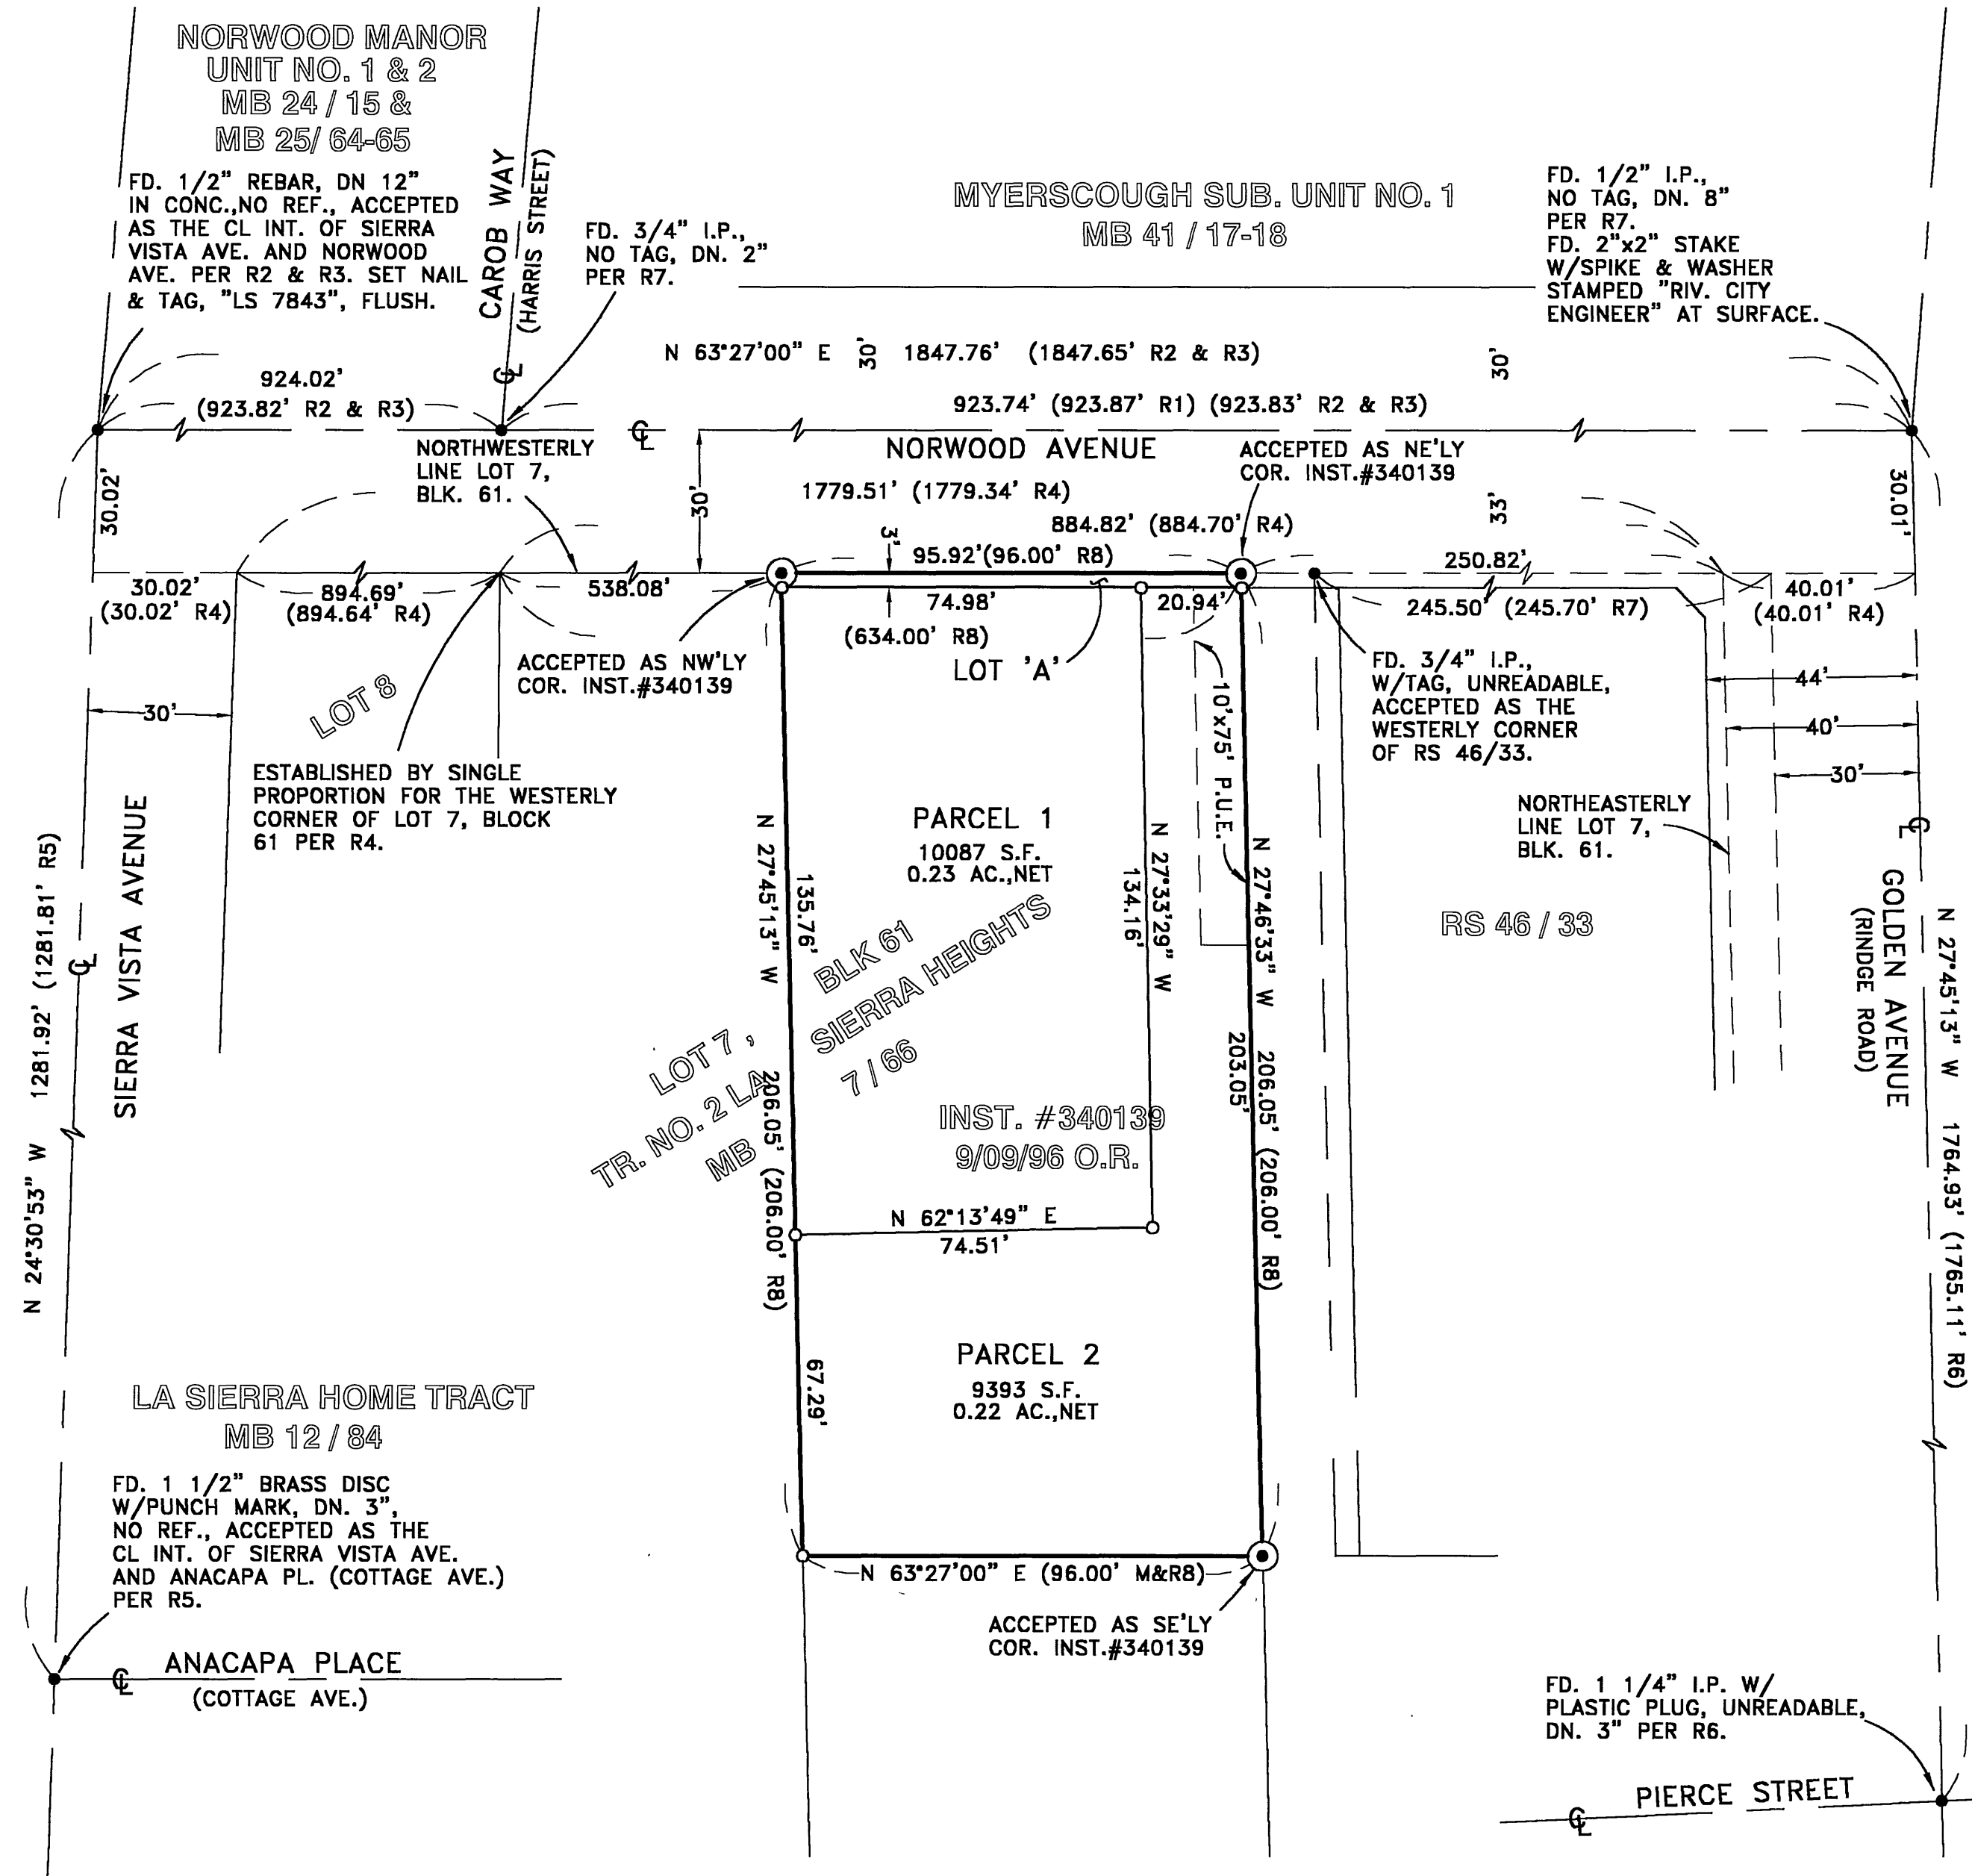 NORWOOD MANOR
UNIT NO. 1 & 2
MB 24 / 15 &
MB 25/ 64-65
FD. 1/2" REBAR, DN 12"
IN CONC.,NO REF., ACCEPTED
AS THE CL INT. OF SIERRA
VISTA AVE. AND NORWOOD
AVE. PER R2 & R3. SET NAIL
& TAG, "LS 7843", FLUSH.
CAROB WAY
(HARRIS STREET)
FD. 3/4" I.P.,
NO TAG, DN. 2"
PER R7.
MYERSCOUGH SUB. UNIT NO. 1
MB 41 / 17-18
FD. 1/2" I.P.,
NO TAG, DN. 8"
PER R7.
FD. 2"x2" STAKE
W/SPIKE & WASHER
STAMPED "RIV. CITY
ENGINEER" AT SURFACE.
N 63°27'00" E 30' 1847.76' (1847.65' R2 & R3)
30'
924.02'
(923.82' R2 & R3)
923.74' (923.87' R1) (923.83' R2 & R3)
CL
CL
NORWOOD AVENUE
NORTHWESTERLY
LINE LOT 7,
BLK. 61.
ACCEPTED AS NE'LY
COR. INST.#340139
30.02'
30'
1779.51' (1779.34' R4)
33'
30.01'
884.82' (884.70' R4)
3'
95.92'(96.00' R8)
250.82'
30.02'
(30.02' R4)
894.69'
(894.64' R4)
538.08'
74.98'
20.94'
245.50' (245.70' R7)
40.01'
(40.01' R4)
(634.00' R8)
LOT 'A'
ACCEPTED AS NW'LY
COR. INST.#340139
FD. 3/4" I.P.,
W/TAG, UNREADABLE,
ACCEPTED AS THE
WESTERLY CORNER
OF RS 46/33.
44'
40'
30'
30'
LOT 8
10'x75' P.U.E.
ESTABLISHED BY SINGLE
PROPORTION FOR THE WESTERLY
CORNER OF LOT 7, BLOCK
61 PER R4.
NORTHEASTERLY
LINE LOT 7,
BLK. 61.
PARCEL 1
10087 S.F.
0.23 AC.,NET
N 27°45'13" W 206.05' (206.00' R8)
135.76'
N 27°33'29" W
134.16'
N 27°46'33" W 206.05' (206.00' R8)
203.05'
RS 46 / 33
CL
GOLDEN AVENUE
(RINDGE ROAD)
N 27°45'13" W 1764.93' (1765.11' R6)
SIERRA VISTA AVENUE
CL
N 24°30'53" W 1281.92' (1281.81' R5)
LOT 7 , BLK 61
TR. NO. 2 LA SIERRA HEIGHTS
MB 7 / 66
INST. #340139
9/09/96 O.R.
N 62°13'49" E
74.51'
PARCEL 2
9393 S.F.
0.22 AC.,NET
67.29'
LA SIERRA HOME TRACT
MB 12 / 84
FD. 1 1/2" BRASS DISC
W/PUNCH MARK, DN. 3",
NO REF., ACCEPTED AS THE
CL INT. OF SIERRA VISTA AVE.
AND ANACAPA PL. (COTTAGE AVE.)
PER R5.
N 63°27'00" E (96.00' M&R8)
ACCEPTED AS SE'LY
COR. INST.#340139
CL ANACAPA PLACE
(COTTAGE AVE.)
FD. 1 1/4" I.P. W/
PLASTIC PLUG, UNREADABLE,
DN. 3" PER R6.
CL PIERCE STREET